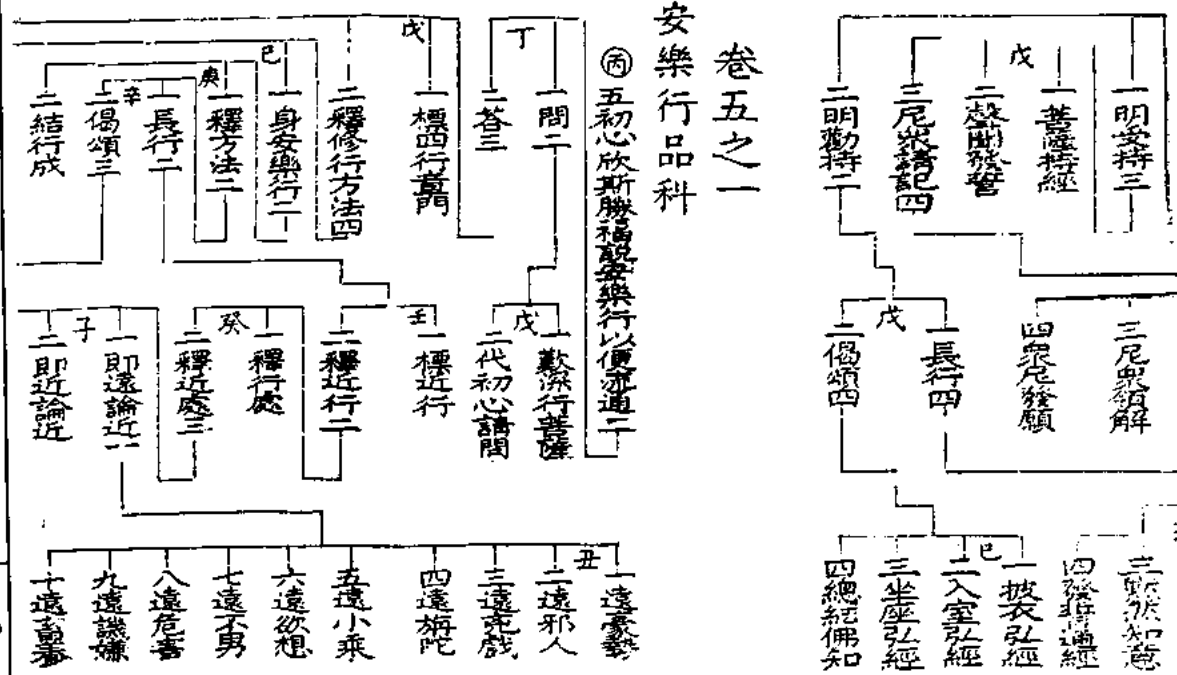 一明受持三
戊
一菩薩持經
二聲聞發誓
三尼衆請記四
二明勸持二
三尼衆領解
四衆尼發願
戊
一長行四
二偈頌四
三默然知意
四發誓通經
巳
一披衣弘經
二入室弘經
三坐座弘經
四總結佛知
卷五之一
安樂行品科
丙 五初心欣斯勝福說安樂行以便流通二
丁
一問二
二答三
戊
一歎深行菩薩
二代初心請問
戊
一標四行章門
二釋修行方法四
巳
一身安樂行二
庚
一釋方法二
二結行成
辛
一長行二
二偈頌三
壬
一標近行
二釋近行二
癸
一釋行處
二釋近處三
子
一即遠論近一
二即近論近
丑
一遠豪勢
二遠邪人
三遠兇戲
四遠旃陀
五遠小乘
六遠欲想
七遠不男
八遠危害
九遠譏嫌
十遠畜養